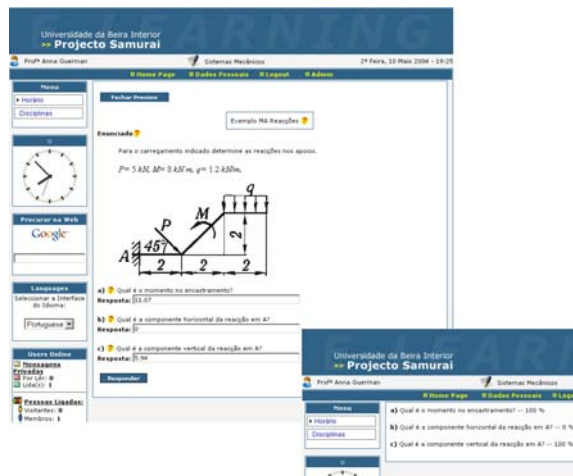 E-LEARNING
Universidade da Beira Interior
»» Projecto Samurai
Profª Anna Guerman
Sistemas Mecânicos
2ª Feira, 10 Maio 2004 - 19:25
Home Page
Dados Pessoais
Logout
Admin
Menu
Horário
Disciplinas
Procurar na Web
Google
Languages
Seleccionar a Interface
do Idioma:
Portuguese
Users Online
Mensagens
Privadas
Por Ler: 0
Lida(s): 1
Pessoas Ligadas:
Visitantes: 0
Membros: 1
Fechar Preview
Exemplo MA Reacções ?
Enunciado ?
Para o carregamento indicado determine as reacções nos apoios.
P= 5 kN, M= 8 kN m, q= 1.2 kN/m,
q
P
M
A
45°
2
2
2
2
a) ? Qual é o momento no encastramento?
Resposta: 33.07
b) ? Qual é a componente horizontal da reacção em A?
Resposta: 0
c) ? Qual é a componente vertical da reacção em A?
Resposta: 5.94
Responder
Universidade da Beira Interior
»» Projecto Samurai
Profª Anna Guerman
Sistemas Mecânicos
Home Page
Dados Pessoais
Menu
Horário
Disciplinas
a) Qual é o momento no encastramento? -- 100 %
b) Qual é a componente horizontal da reacção em A? -- 0 %
c) Qual é a componente vertical da reacção em A? -- 100 %